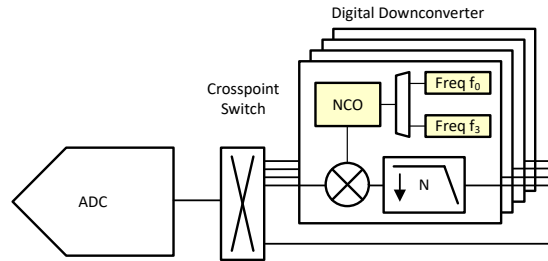 Digital Downconverter
Crosspoint
Switch
NCO
Freq f0
Freq f3
ADC
N